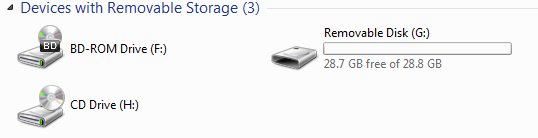 Devices with Removable Storage (3)
BD-ROM Drive (F:)
BD
Removable Disk (G:)
28.7 GB free of 28.8 GB
CD Drive (H:)